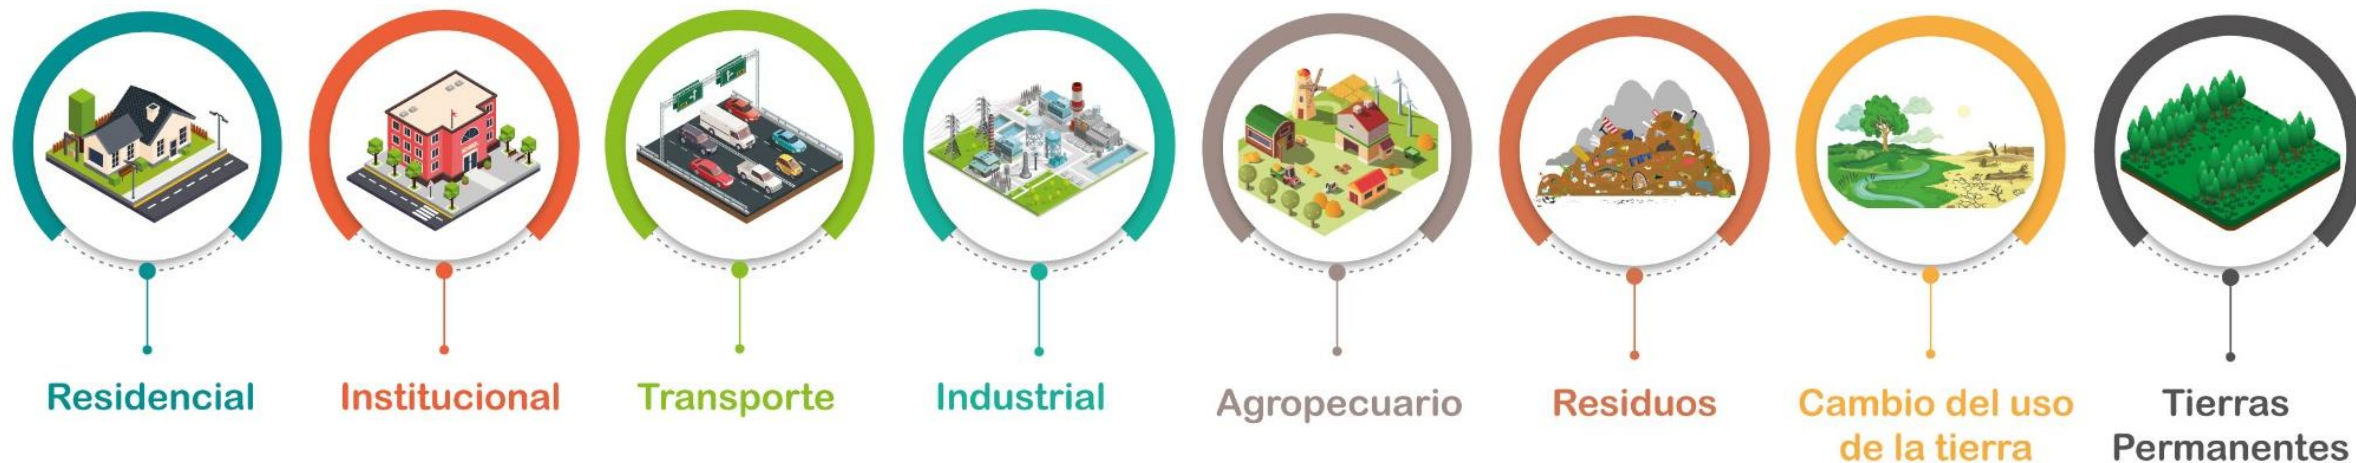 Residencial
Institucional
Transporte
Industrial
Agropecuario
Residuos
Cambio del uso
de la tierra
Tierras
Permanentes